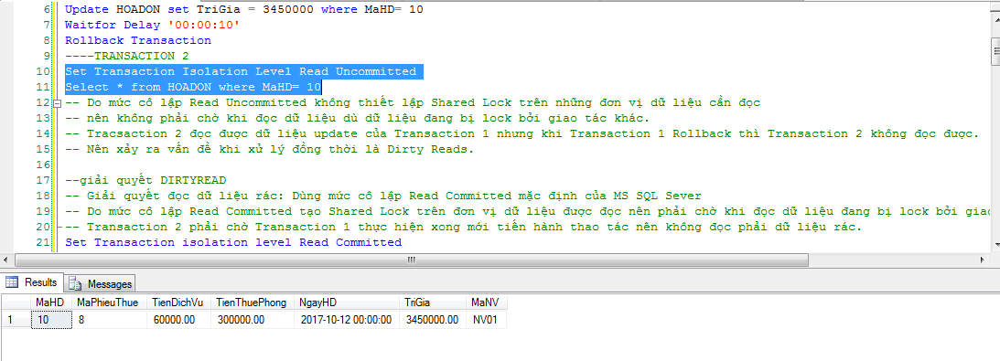 6 Update HOADON set TriGia = 3450000 where MaHD= 10
7 Waitfor Delay '00:00:10'
8 Rollback Transaction
9 ----TRANSACTION 2
10 Set Transaction Isolation Level Read Uncommitted
11 Select * from HOADON where MaHD= 10
12 -- Do mức cô lập Read Uncommitted không thiết lập Shared Lock trên những đơn vị dữ liệu cần đọc
13 -- nên không phải chờ khi đọc dữ liệu dù dữ liệu đang bị lock bởi giao tác khác.
14 -- Tracsaction 2 đọc được dữ liệu update của Transaction 1 nhưng khi Transaction 1 Rollback thì Transaction 2 không đọc được.
15 -- Nên xảy ra vấn đề khi xử lý đồng thời là Dirty Reads.
16
17 --giải quyết DIRTYREAD
18 -- Giải quyết đọc dữ liệu rác: Dùng mức cô lập Read Committed mặc định của MS SQL Sever
19 -- Do mức cô lập Read Committed tạo Shared Lock trên đơn vị dữ liệu được đọc nên phải chờ khi đọc dữ liệu đang bị lock bởi giao
20 -- Transaction 2 phải chờ Transaction 1 thực hiện xong mới tiến hành thao tác nên không đọc phải dữ liệu rác.
21 Set Transaction isolation level Read Committed
Results Messages
MaHD MaPhieuThue TienDichVu TienThuePhong NgayHD TriGia MaNV
1 10 8 60000.00 300000.00 2017-10-12 00:00:00 3450000.00 NV01